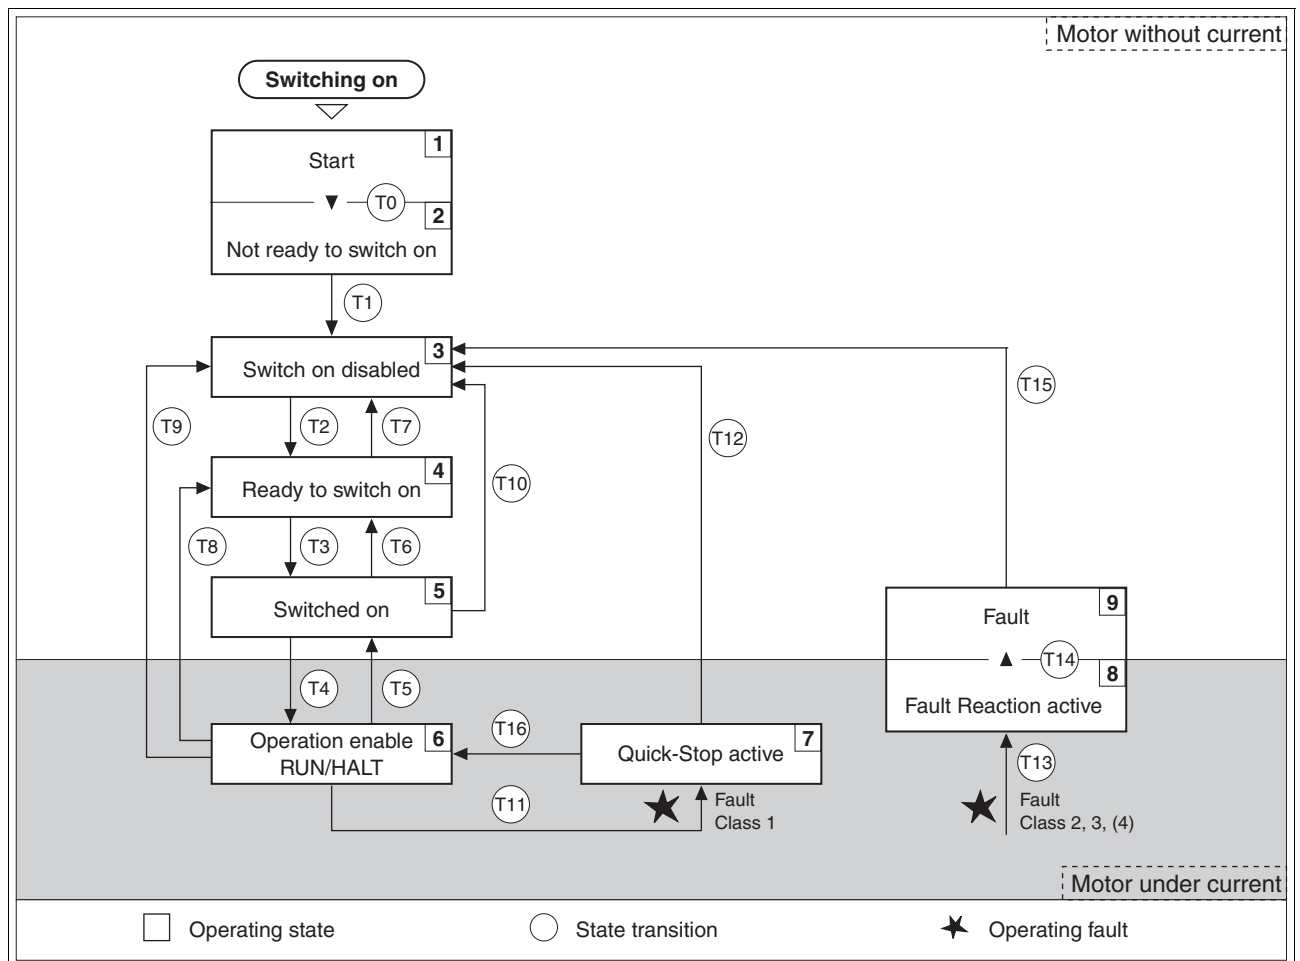 Motor without current
Switching on
1
Start
T0
2
Not ready to switch on
T1
3
Switch on disabled
T15
T9
T2
T7
T12
4
Ready to switch on
T10
T8
T3
T6
5
Switched on
9
Fault
T14
8
Fault Reaction active
T4
T5
6
Operation enable
RUN/HALT
T16
7
Quick-Stop active
T13
T11
Fault
Class 1
Fault
Class 2, 3, (4)
Motor under current
Operating state
State transition
Operating fault